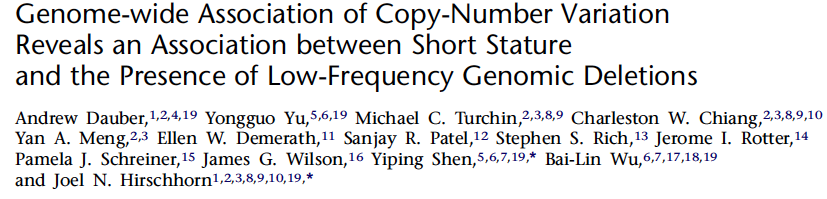 Genome-wide Association of Copy-Number Variation
Reveals an Association between Short Stature
and the Presence of Low-Frequency Genomic Deletions
Andrew Dauber,1,2,4,19 Yongguo Yu,5,6,19 Michael C. Turchin,2,3,8,9 Charleston W. Chiang,2,3,8,9,10
Yan A. Meng,2,3 Ellen W. Demerath,11 Sanjay R. Patel,12 Stephen S. Rich,13 Jerome I. Rotter,14
Pamela J. Schreiner,15 James G. Wilson,16 Yiping Shen,5,6,7,19,* Bai-Lin Wu,6,7,17,18,19
and Joel N. Hirschhorn1,2,3,8,9,10,19,*